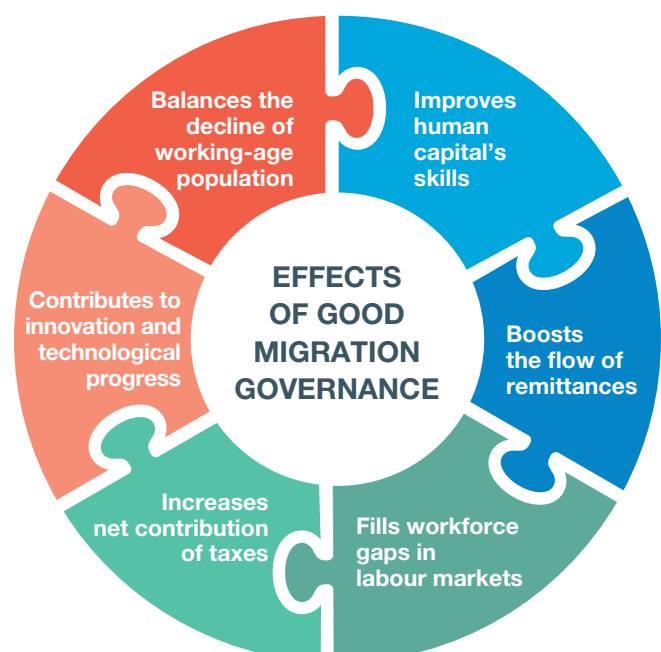 EFFECTS
OF GOOD
MIGRATION
GOVERNANCE
Improves
human
capital's
skills
Boosts
the flow of
remittances
Fills workforce
gaps in
labour markets
Increases
net contribution
of taxes
Contributes to
innovation and
technological
progress
Balances the
decline of
working-age
population